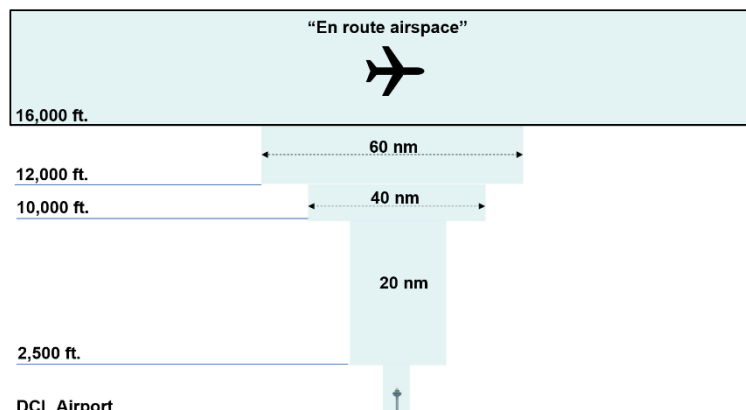 “En route airspace”
16,000 ft.
60 nm
12,000 ft.
40 nm
10,000 ft.
20 nm
2,500 ft.
DCL Airport